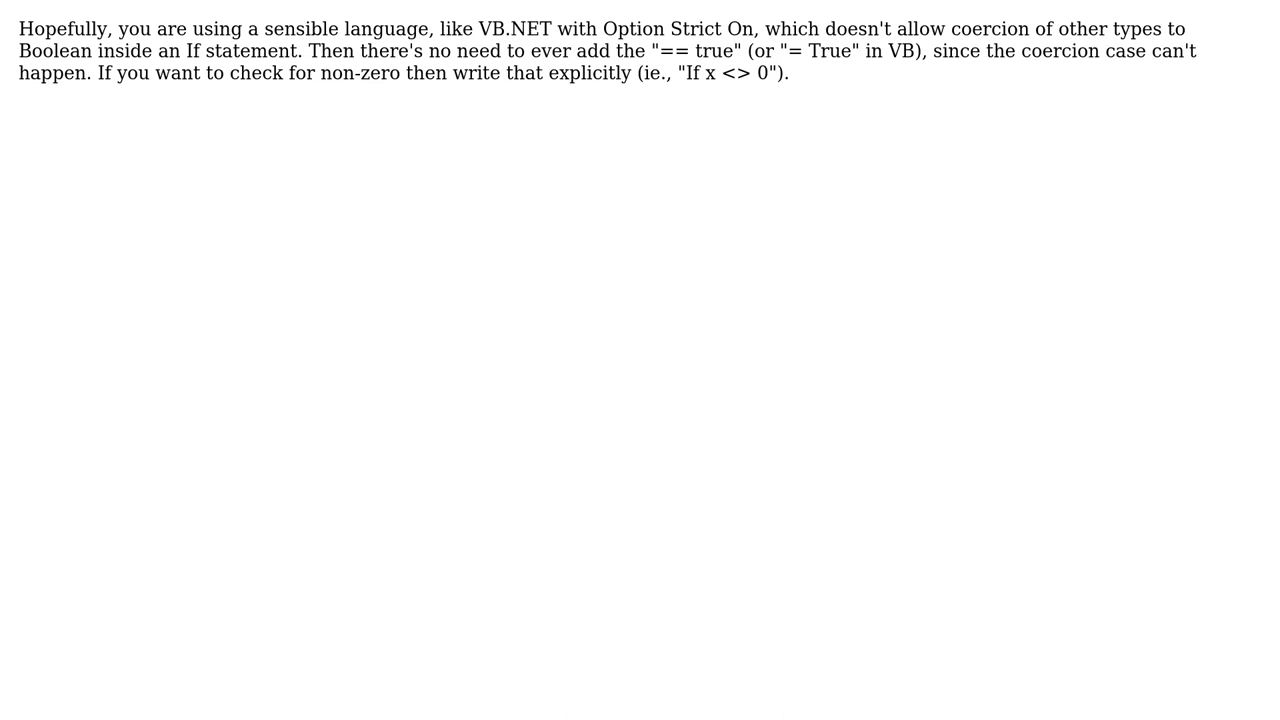 Hopefully, you are using a sensible language, like VB.NET with Option Strict On, which doesn't allow coercion of other types to
Boolean inside an If statement. Then there's no need to ever add the "== true" (or "= True" in VB), since the coercion case can't
happen. If you want to check for non-zero then write that explicitly (ie., "If x <> 0").